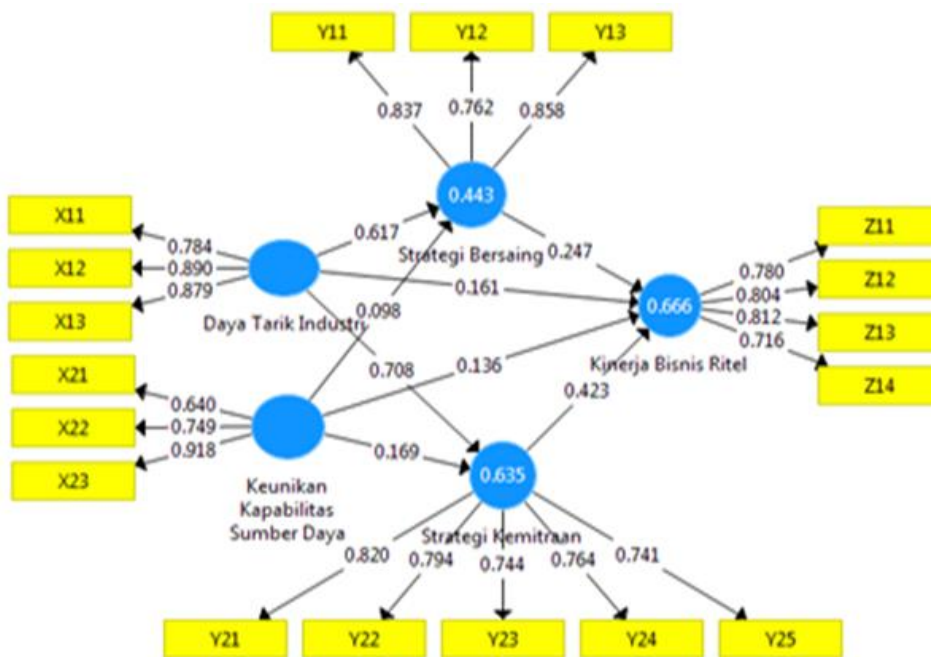 Y11 Y12 Y13
0.837 0.762 0.858
0.443
X11
0.784
0.617
Strategi Bersaing
0.247
Z11
X12
0.890
0.780
Z12
0.879
0.161
0.666
0.804
X13
Daya Tarik Industri
0.098
0.812
Z13
0.716
X21
0.708
0.136
Kinerja Bisnis Ritel
Z14
0.640
0.423
X22
0.749
0.169
0.918
X23
0.635
Keunikan
Kapabilitas
Sumber Daya
Strategi Kemitraan
0.820 0.794 0.744 0.764 0.741
Y21 Y22 Y23 Y24 Y25